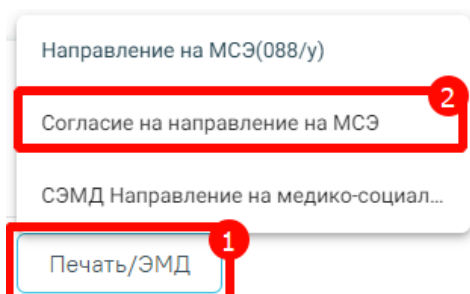 Направление на МСЭ(088/у)
2
Согласие на направление на МСЭ
СЭМД Направление на медико-социал...
1
Печать/ЭМД